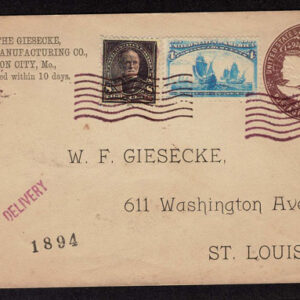 THE GIESECKE,
MANUFACTURING CO.,
ON CITY, Mo.,
ed within 10 days.
W. F. GIESECKE,
611 Washington Ave
DELIVERY
1894
ST. LOUIS